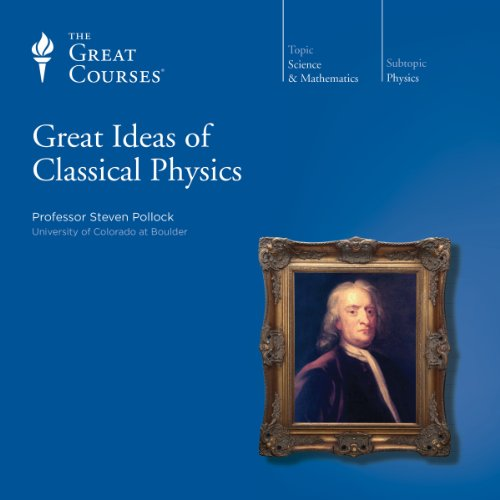 THE
GREAT
COURSES®
Topic
Science
& Mathematics
Subtopic
Physics
Great Ideas of
Classical Physics
Professor Steven Pollock
University of Colorado at Boulder